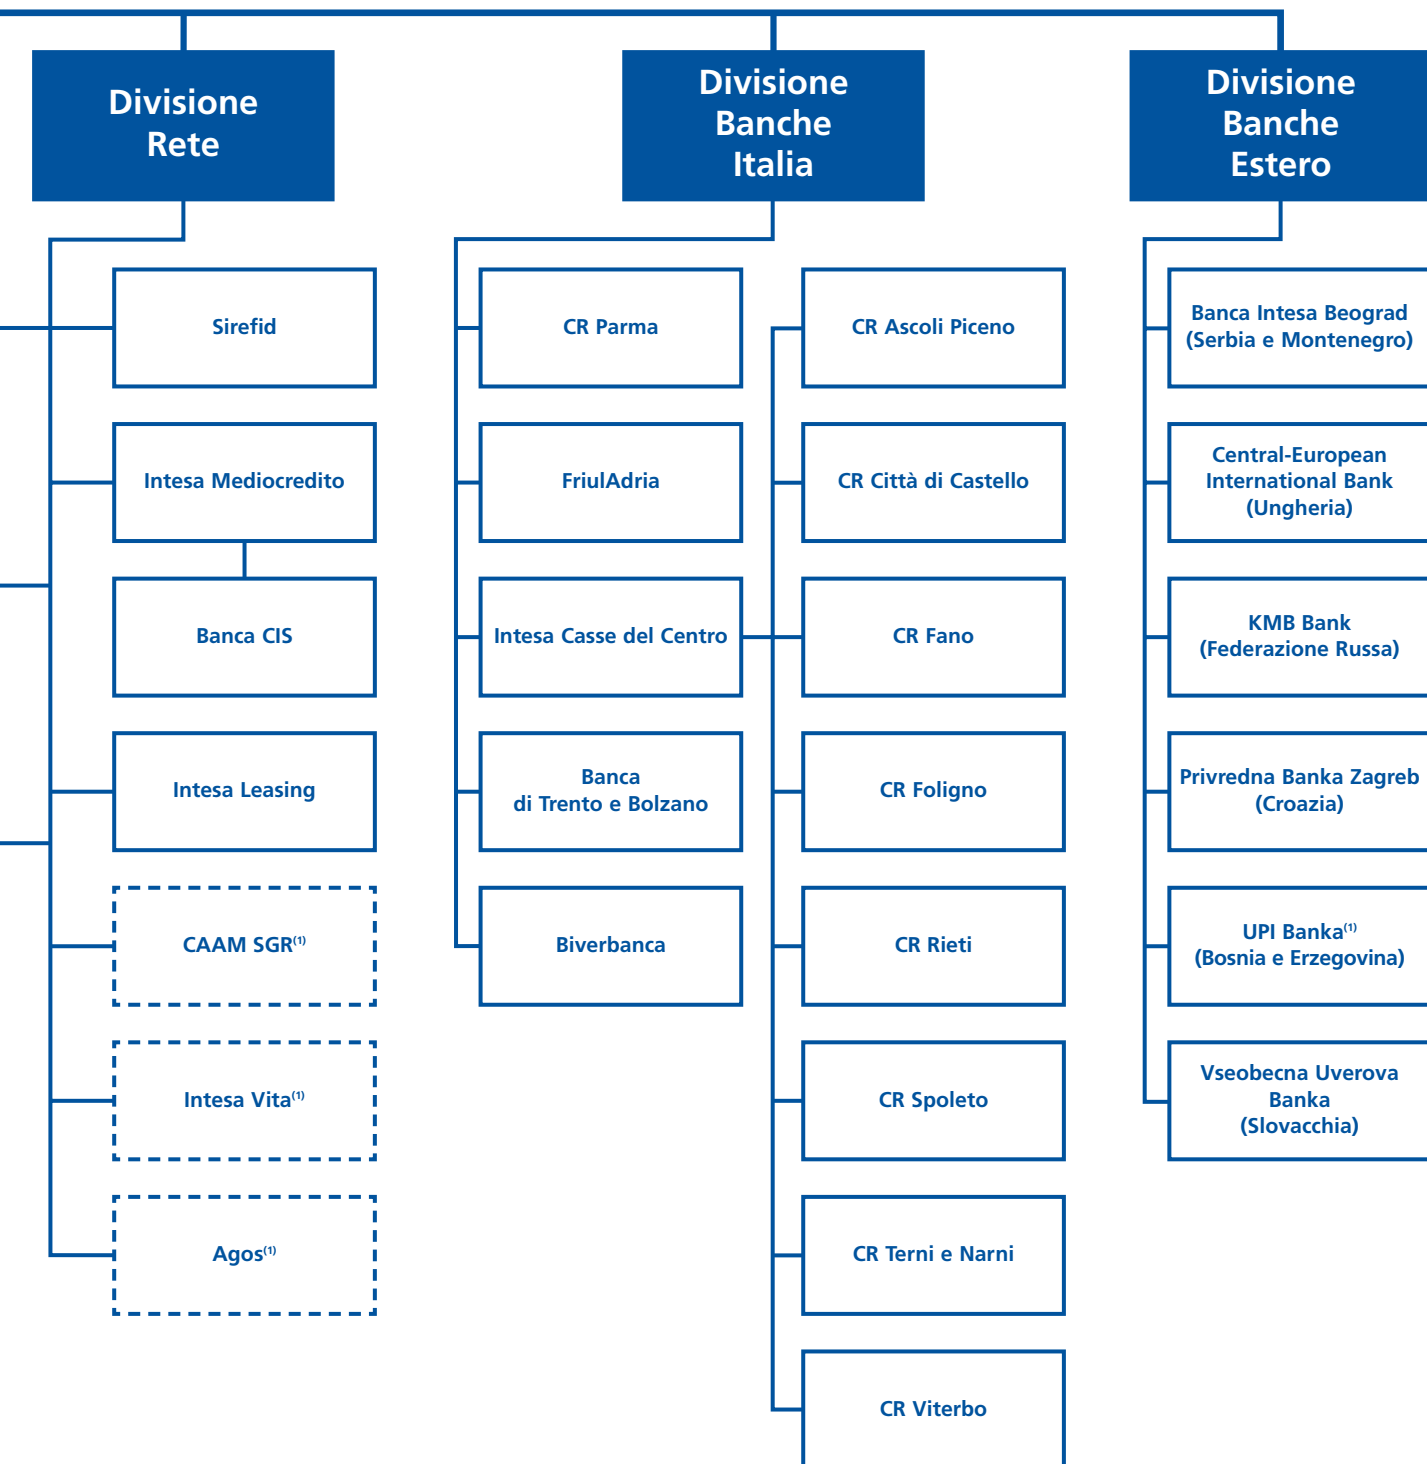 Divisione
Rete
Sirefid
Intesa Mediocredito
Banca CIS
Intesa Leasing
CAAM SGR(1)
Intesa Vita(1)
Agos(1)
Divisione
Banche
Italia
CR Parma
FriulAdria
Intesa Casse del Centro
Banca
di Trento e Bolzano
Biverbanca
CR Ascoli Piceno
CR Città di Castello
CR Fano
CR Foligno
CR Rieti
CR Spoleto
CR Terni e Narni
CR Viterbo
Divisione
Banche
Estero
Banca Intesa Beograd
(Serbia e Montenegro)
Central-European
International Bank
(Ungheria)
KMB Bank
(Federazione Russa)
Privredna Banka Zagreb
(Croazia)
UPI Banka(1)
(Bosnia e Erzegovina)
Vseobecna Uverova
Banka
(Slovacchia)